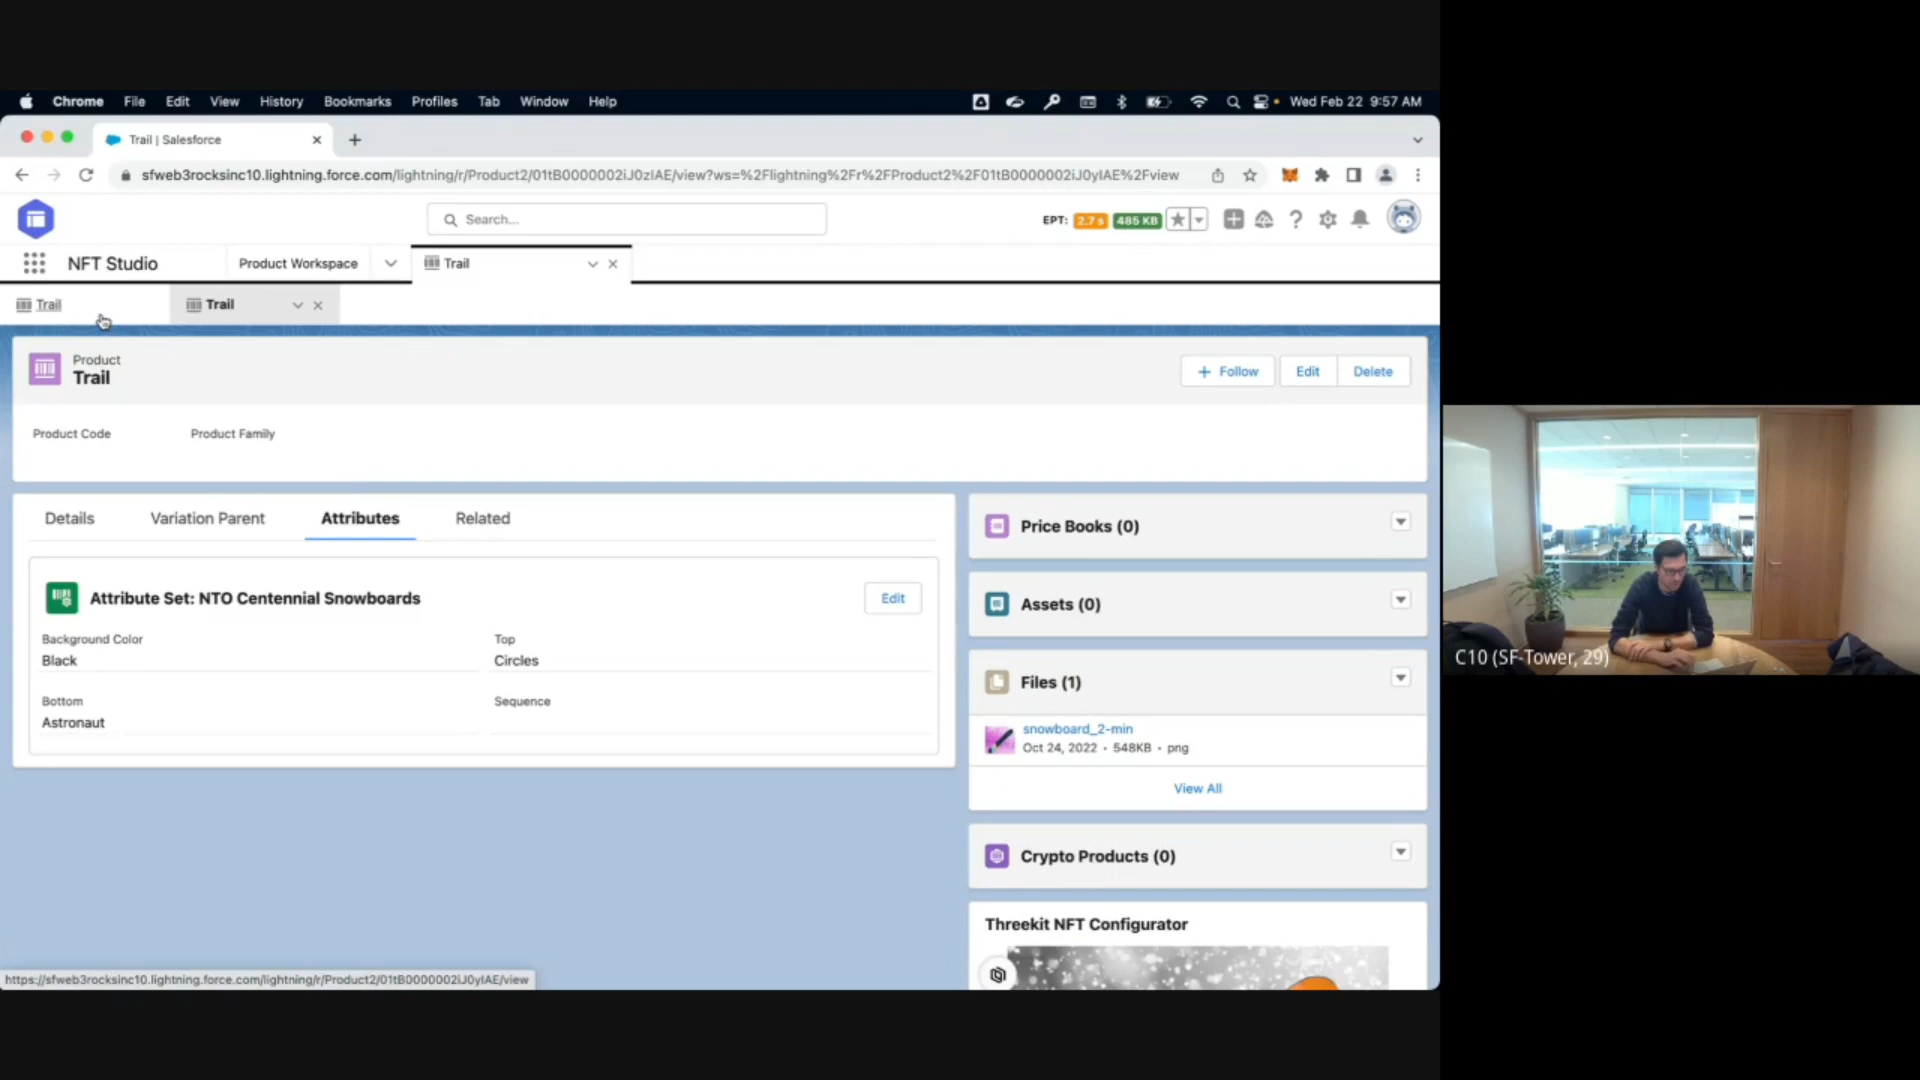 Chrome File Edit View History Bookmarks Profiles Tab Window Help
Wed Feb 22 9:57 AM
Trail | Salesforce
sfweb3rocksinc10.lightning.force.com/lightning/r/Product2/01tB0000002iJ0zIAE/view?ws=%2Flightning%2Fr%2FProduct2%2F01tB0000002iJ0yIAE%2Fview
Search...
EPT: 2.7 s 485 KB
NFT Studio
Product Workspace
Trail
Trail
Trail
Product
Trail
Follow
Edit
Delete
Product Code
Product Family
Details
Variation Parent
Attributes
Related
Attribute Set: NTO Centennial Snowboards
Edit
Background Color
Black
Top
Circles
Bottom
Astronaut
Sequence
Price Books (0)
Assets (0)
Files (1)
snowboard_2-min
Oct 24, 2022 • 548KB • png
View All
Crypto Products (0)
Threekit NFT Configurator
https://sfweb3rocksinc10.lightning.force.com/lightning/r/Product2/01tB0000002iJ0yIAE/view
C10 (SF-Tower, 29)